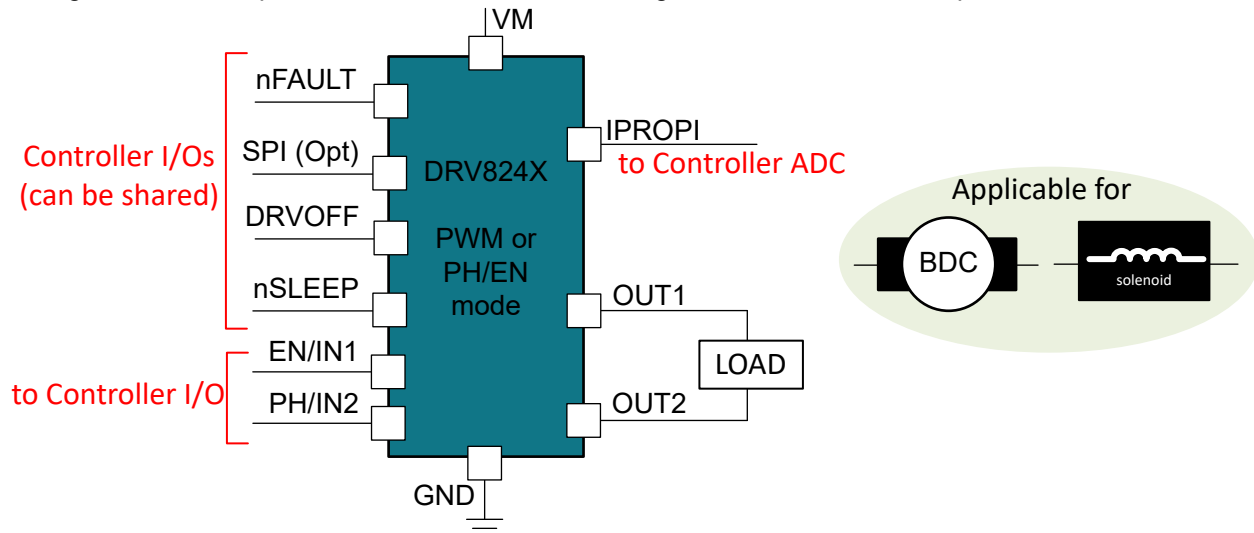 VM
nFAULT
SPI (Opt)
DRVOFF
nSLEEP
Controller I/Os
(can be shared)
EN/IN1
PH/IN2
to Controller I/O
DRV824X
PWM or
PH/EN
mode
IPROPI
to Controller ADC
OUT1
LOAD
OUT2
GND
Applicable for
BDC
solenoid